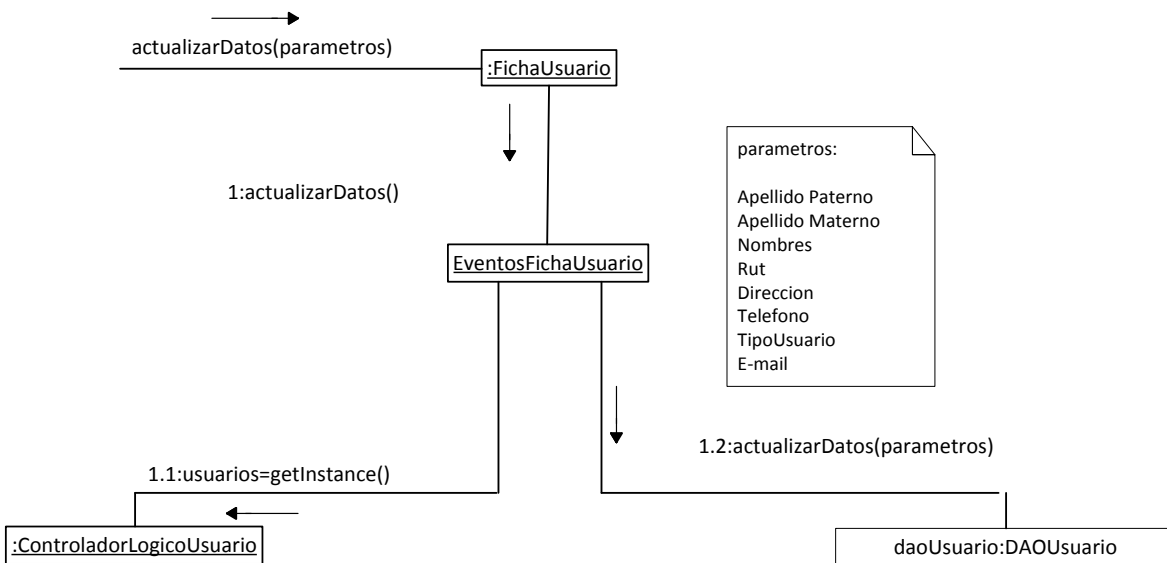 actualizarDatos(parametros)
:FichaUsuario
parametros:
Apellido Paterno
Apellido Materno
Nombres
Rut
Direccion
Telefono
TipoUsuario
E-mail
1:actualizarDatos()
EventosFichaUsuario
1.2:actualizarDatos(parametros)
1.1:usuarios=getInstance()
:ControladorLogicoUsuario
daoUsuario:DAOUsuario